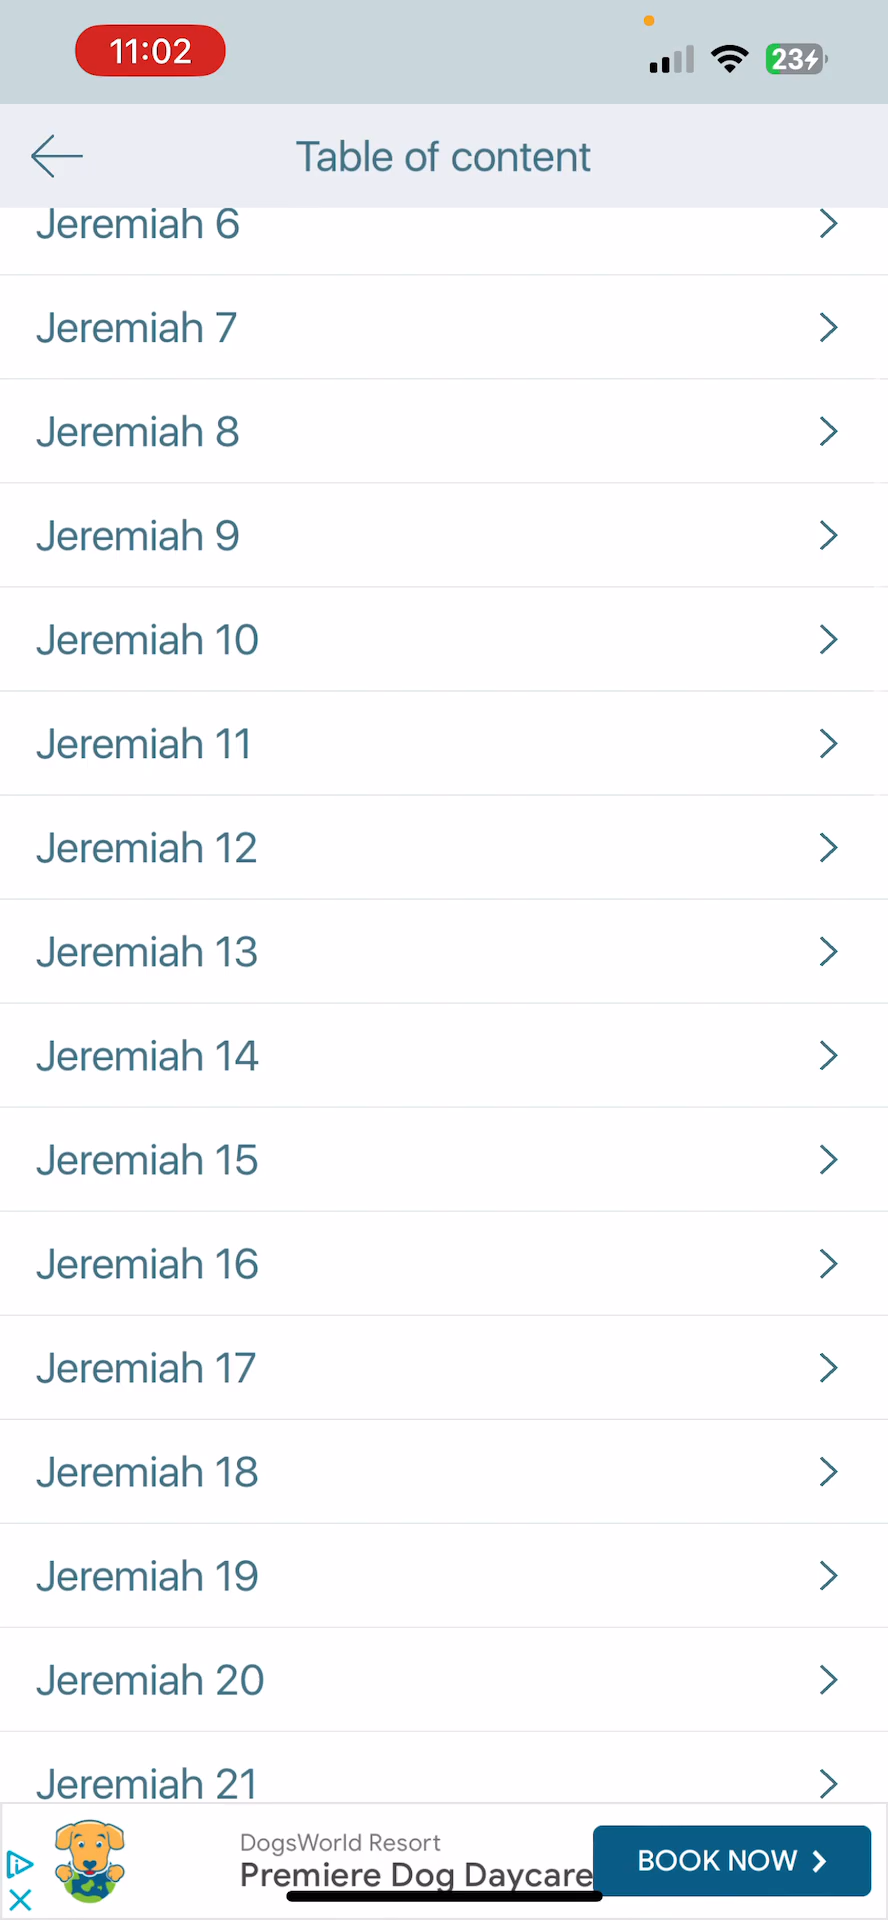 11:02
23
Table of content
Jeremiah 6
Jeremiah 7
Jeremiah 8
Jeremiah 9
Jeremiah 10
Jeremiah 11
Jeremiah 12
Jeremiah 13
Jeremiah 14
Jeremiah 15
Jeremiah 16
Jeremiah 17
Jeremiah 18
Jeremiah 19
Jeremiah 20
Jeremiah 21
DogsWorld Resort
Premiere Dog Daycare
BOOK NOW